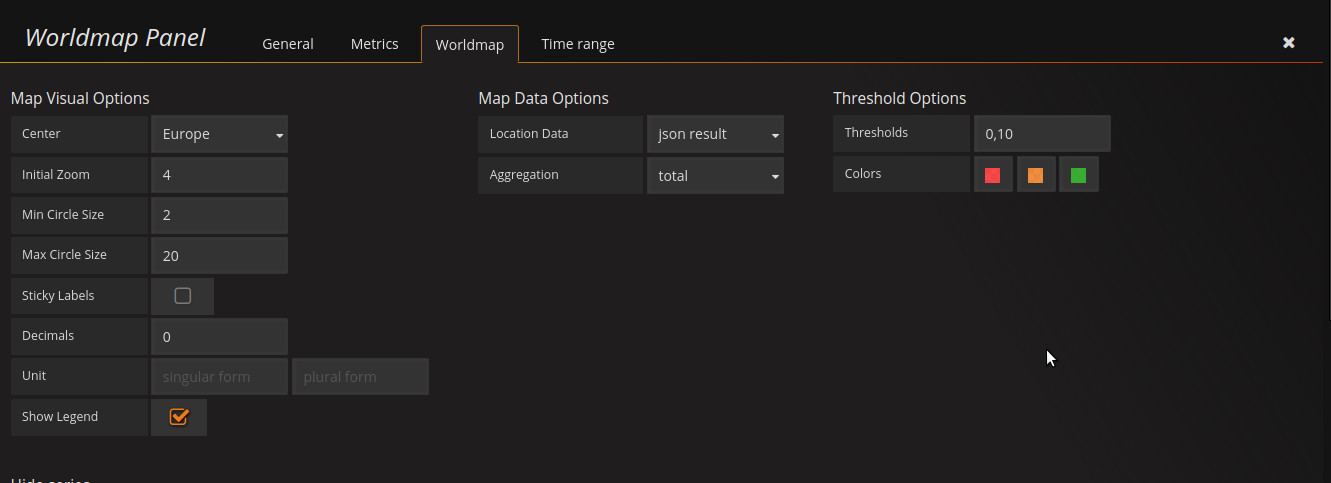 Worldmap Panel
General
Metrics
Worldmap
Time range
Map Visual Options
Center
Europe
Initial Zoom
4
Min Circle Size
2
Max Circle Size
20
Sticky Labels
Decimals
0
Unit
singular form
plural form
Show Legend
Map Data Options
Location Data
json result
Aggregation
total
Threshold Options
Thresholds
0,10
Colors
Hide series